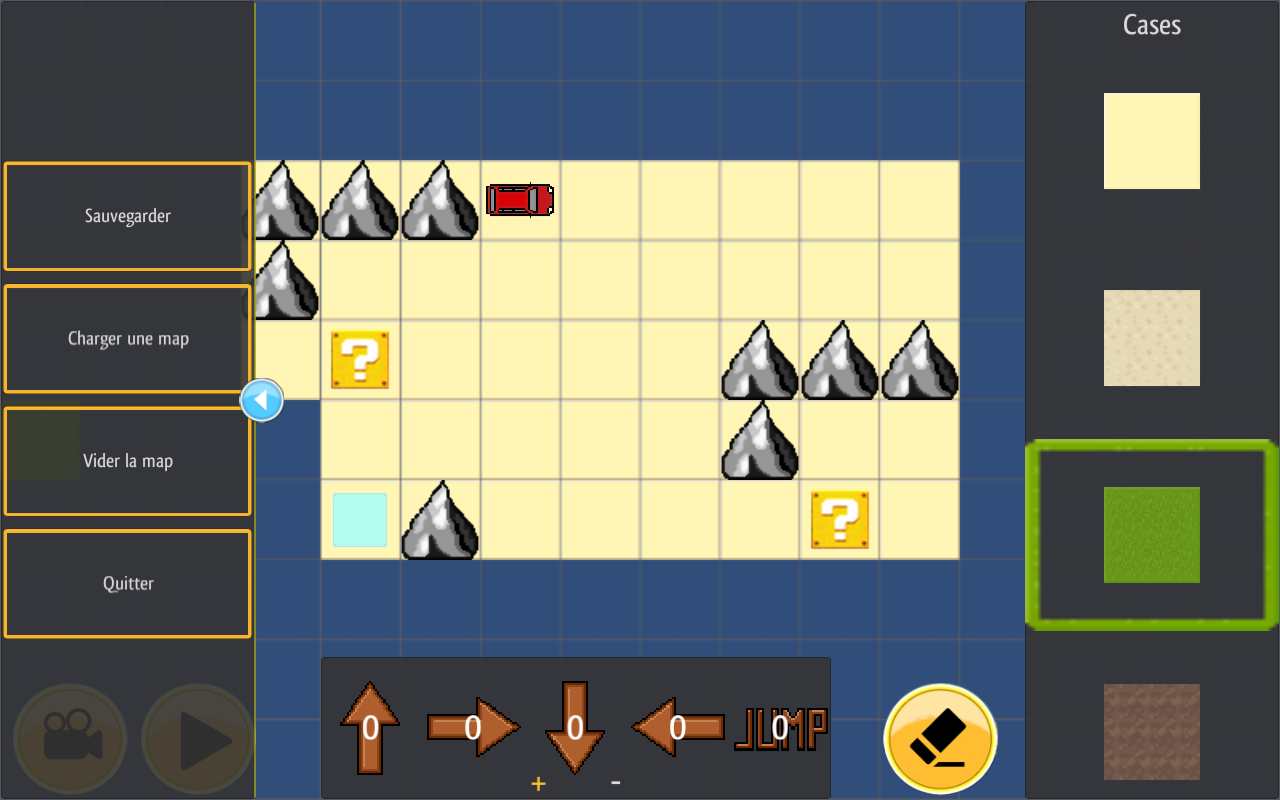 Cases
Sauvegarder
Charger une map
?
Vider la map
?
Quitter
0 0 0 0 JUMP 0
+ -